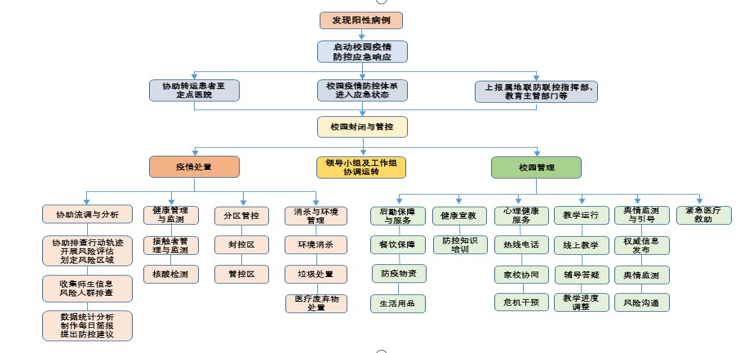 发现阳性病例
启动校园疫情
防控应急响应
协助转运患者至
定点医院
校园疫情防控体系
进入应急状态
上报属地联防联控指挥部、
教育主管部门等
校园封闭与管控
疫情处置
领导小组及工作组
协调运转
校园管理
协助流调与分析
协助排查行动轨迹
开展风险评估
划定风险区域
收集师生信息
风险人群排查
数据统计分析
制作每日简报
提出防控建议
健康管理
与监测
接触者管
理与监测
核酸检测
分区管控
封控区
管控区
消杀与环境
管理
环境消杀
垃圾处置
医疗废弃物
处置
后勤保障
与服务
餐饮保障
防疫物资
生活用品
健康宣教
防控知识
培训
心理健康
服务
热线电话
家校协同
危机干预
教学运行
线上教学
辅导答疑
教学进度
调整
舆情监测
与引导
权威信息
发布
舆情监测
风险沟通
紧急医疗
救助